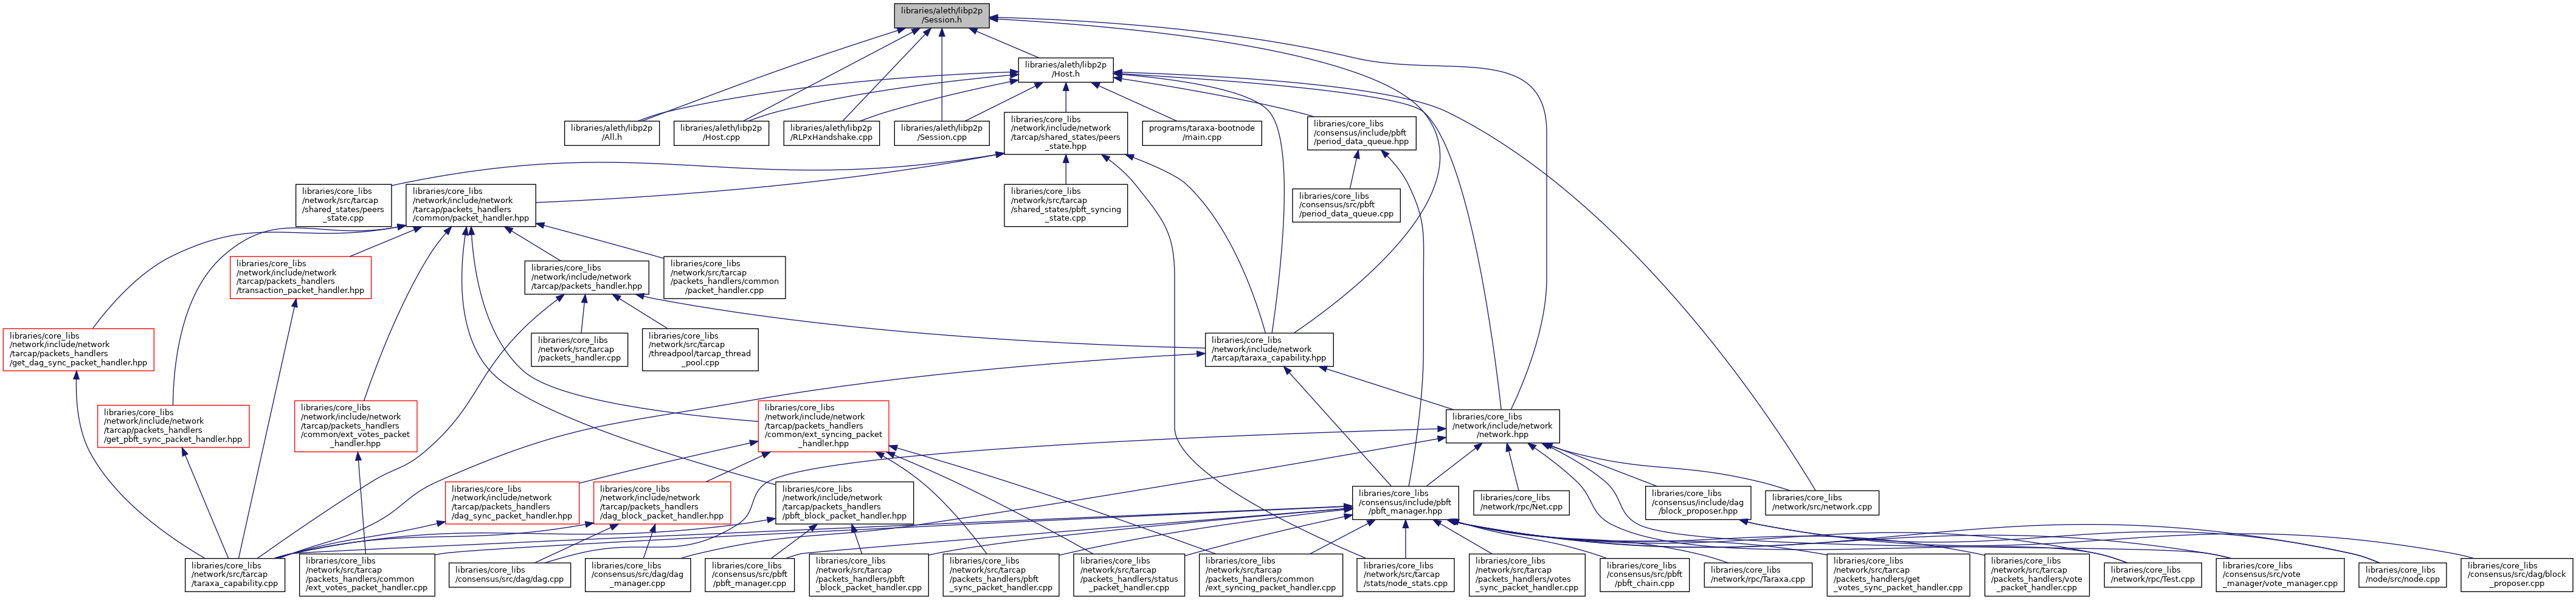 libraries/aleth/libp2p
/Session.h
libraries/aleth/libp2p
/Host.h
libraries/aleth/libp2p
/All.h
libraries/aleth/libp2p
/Host.cpp
libraries/aleth/libp2p
/RLPxHandshake.cpp
libraries/aleth/libp2p
/Session.cpp
libraries/core_libs
/network/include/network
/tarcap/shared_states/peers
_state.hpp
programs/taraxa-bootnode
/main.cpp
libraries/core_libs
/consensus/include/pbft
/period_data_queue.hpp
libraries/core_libs
/network/src/tarcap
/shared_states/peers
_state.cpp
libraries/core_libs
/network/include/network
/tarcap/packets_handlers
/common/packet_handler.hpp
libraries/core_libs
/network/src/tarcap
/shared_states/pbft_syncing
_state.cpp
libraries/core_libs
/consensus/src/pbft
/period_data_queue.cpp
libraries/core_libs
/network/include/network
/tarcap/packets_handlers
/transaction_packet_handler.hpp
libraries/core_libs
/network/include/network
/tarcap/packets_handler.hpp
libraries/core_libs
/network/src/tarcap
/packets_handlers/common
/packet_handler.cpp
libraries/core_libs
/network/include/network
/tarcap/packets_handlers
/get_dag_sync_packet_handler.hpp
libraries/core_libs
/network/src/tarcap
/packets_handler.cpp
libraries/core_libs
/network/src/tarcap
/threadpool/tarcap_thread
_pool.cpp
libraries/core_libs
/network/include/network
/tarcap/taraxa_capability.hpp
libraries/core_libs
/network/include/network
/tarcap/packets_handlers
/get_pbft_sync_packet_handler.hpp
libraries/core_libs
/network/include/network
/tarcap/packets_handlers
/common/ext_votes_packet
_handler.hpp
libraries/core_libs
/network/include/network
/tarcap/packets_handlers
/common/ext_syncing_packet
_handler.hpp
libraries/core_libs
/network/include/network
/network.hpp
libraries/core_libs
/network/include/network
/tarcap/packets_handlers
/dag_sync_packet_handler.hpp
libraries/core_libs
/network/include/network
/tarcap/packets_handlers
/dag_block_packet_handler.hpp
libraries/core_libs
/network/include/network
/tarcap/packets_handlers
/pbft_block_packet_handler.hpp
libraries/core_libs
/consensus/include/pbft
/pbft_manager.hpp
libraries/core_libs
/network/rpc/Net.cpp
libraries/core_libs
/consensus/include/dag
/block_proposer.hpp
libraries/core_libs
/network/src/network.cpp
libraries/core_libs
/network/src/tarcap
/taraxa_capability.cpp
libraries/core_libs
/network/src/tarcap
/packets_handlers/common
/ext_votes_packet_handler.cpp
libraries/core_libs
/consensus/src/dag/dag.cpp
libraries/core_libs
/consensus/src/dag/dag
_manager.cpp
libraries/core_libs
/consensus/src/pbft
/pbft_manager.cpp
libraries/core_libs
/network/src/tarcap
/packets_handlers/pbft
_block_packet_handler.cpp
libraries/core_libs
/network/src/tarcap
/packets_handlers/pbft
_sync_packet_handler.cpp
libraries/core_libs
/network/src/tarcap
/packets_handlers/status
_packet_handler.cpp
libraries/core_libs
/network/src/tarcap
/packets_handlers/common
/ext_syncing_packet_handler.cpp
libraries/core_libs
/network/src/tarcap
/stats/node_stats.cpp
libraries/core_libs
/network/src/tarcap
/packets_handlers/votes
_sync_packet_handler.cpp
libraries/core_libs
/consensus/src/pbft
/pbft_chain.cpp
libraries/core_libs
/network/rpc/Taraxa.cpp
libraries/core_libs
/network/src/tarcap
/packets_handlers/get
_votes_sync_packet_handler.cpp
libraries/core_libs
/network/src/tarcap
/packets_handlers/vote
_packet_handler.cpp
libraries/core_libs
/network/rpc/Test.cpp
libraries/core_libs
/consensus/src/vote
_manager/vote_manager.cpp
libraries/core_libs
/node/src/node.cpp
libraries/core_libs
/consensus/src/dag/block
_proposer.cpp